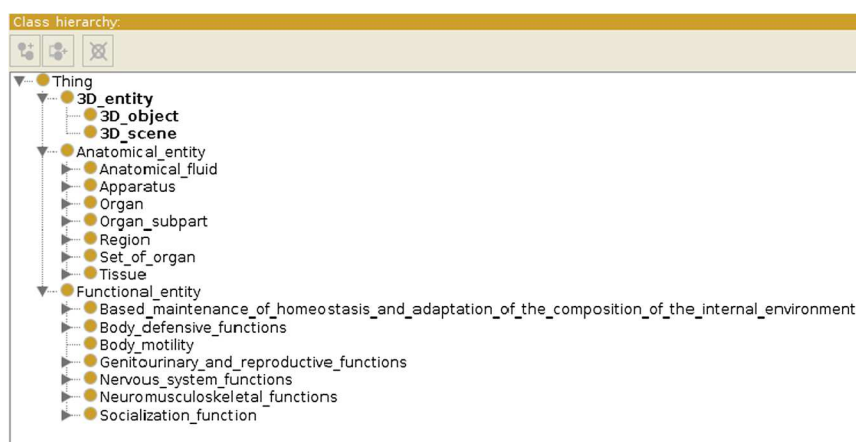 Class hierarchy:
Thing
3D_entity
3D_object
3D_scene
Anatomical_entity
Anatomical_fluid
Apparatus
Organ
Organ_subpart
Region
Set_of_organ
Tissue
Functional_entity
Based_maintenance_of_homeostasis_and_adaptation_of_the_composition_of_the_internal_environment
Body_defensive_functions
Body_motility
Genitourinary_and_reproductive_functions
Nervous_system_functions
Neuromusculoskeletal_functions
Socialization_function